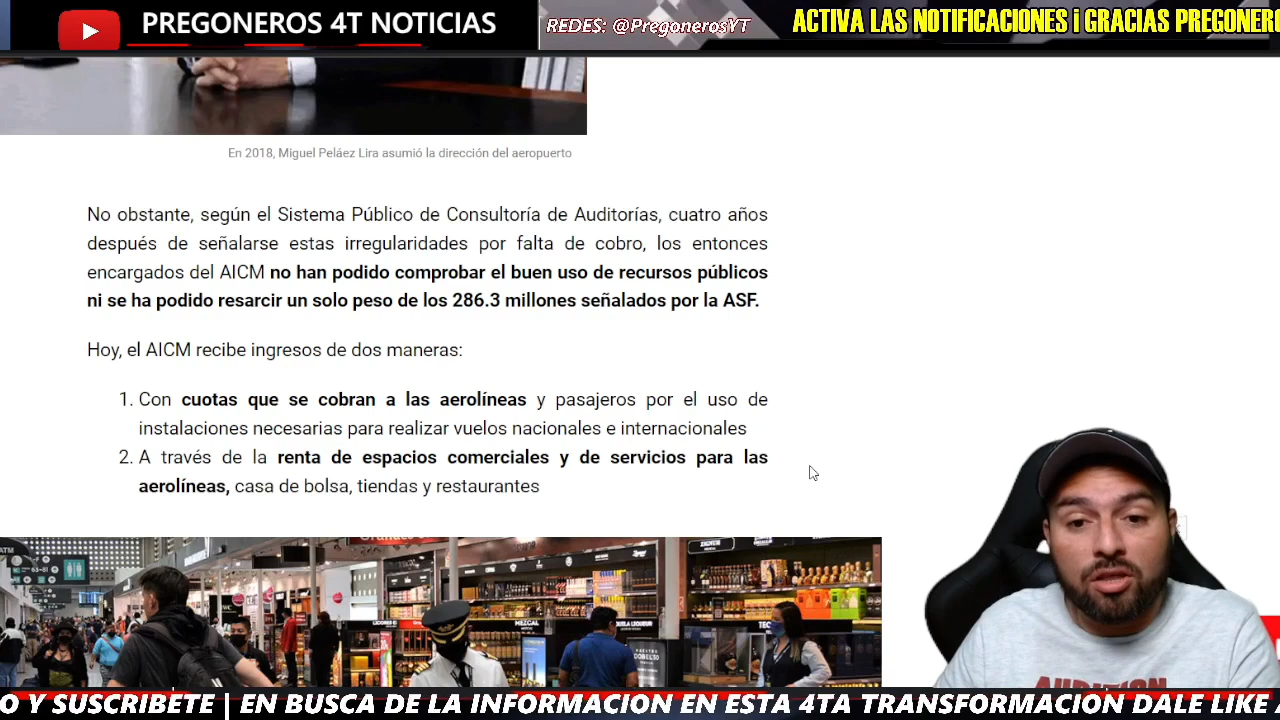 PREGONEROS 4T NOTICIAS
REDES: @PregonerosYT
ACTIVA LAS NOTIFICACIONES ¡ GRACIAS PREGONERO
En 2018, Miguel Peláez Lira asumió la dirección del aeropuerto
No obstante, según el Sistema Público de Consultoría de Auditorías, cuatro años
después de señalarse estas irregularidades por falta de cobro, los entonces
encargados del AICM no han podido comprobar el buen uso de recursos públicos
ni se ha podido resarcir un solo peso de los 286.3 millones señalados por la ASF.
Hoy, el AICM recibe ingresos de dos maneras:
1. Con cuotas que se cobran a las aerolíneas y pasajeros por el uso de
instalaciones necesarias para realizar vuelos nacionales e internacionales
2. A través de la renta de espacios comerciales y de servicios para las
aerolíneas, casa de bolsa, tiendas y restaurantes
ATM
MEZCAL
AUDITION
O Y SUSCRIBETE | EN BUSCA DE LA INFORMACION EN ESTA 4TA TRANSFORMACION DALE LIKE